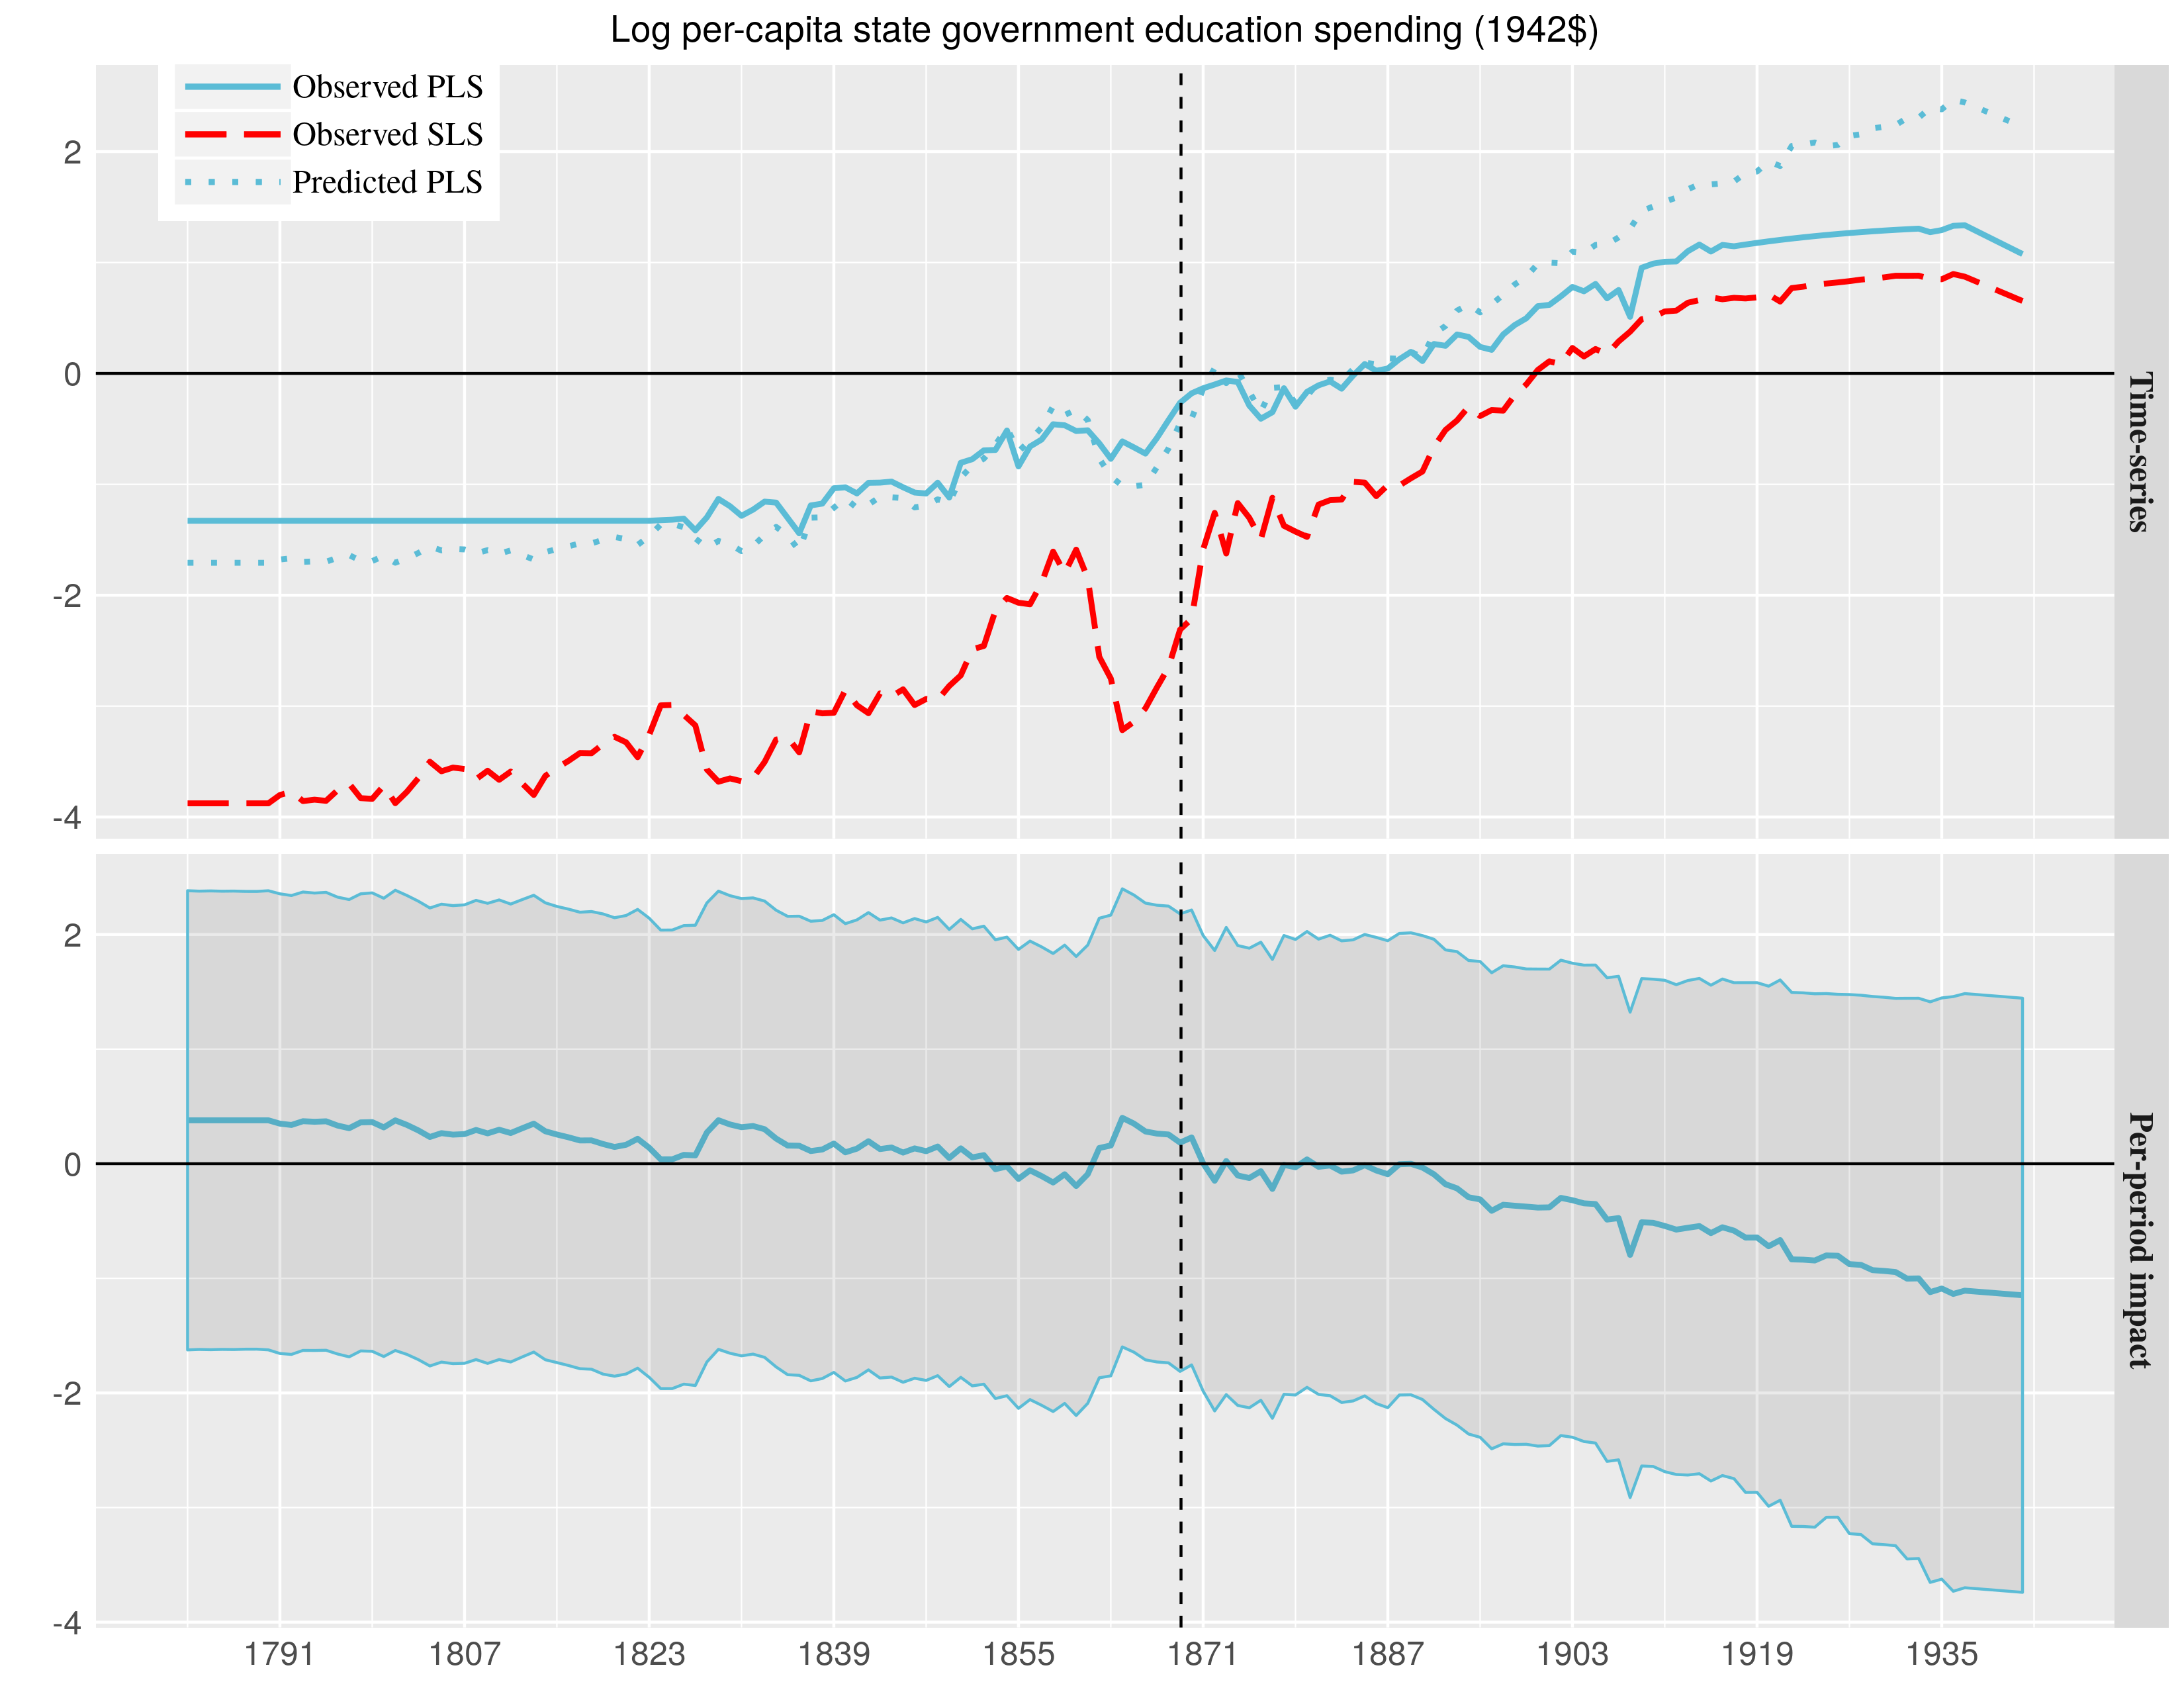 Log per-capita state government education spending (1942$)
Observed PLS
Observed SLS
Predicted PLS
2
0
-2
-4
Time-series
2
0
-2
-4
Per-period impact
1791 1807 1823 1839 1855 1871 1887 1903 1919 1935